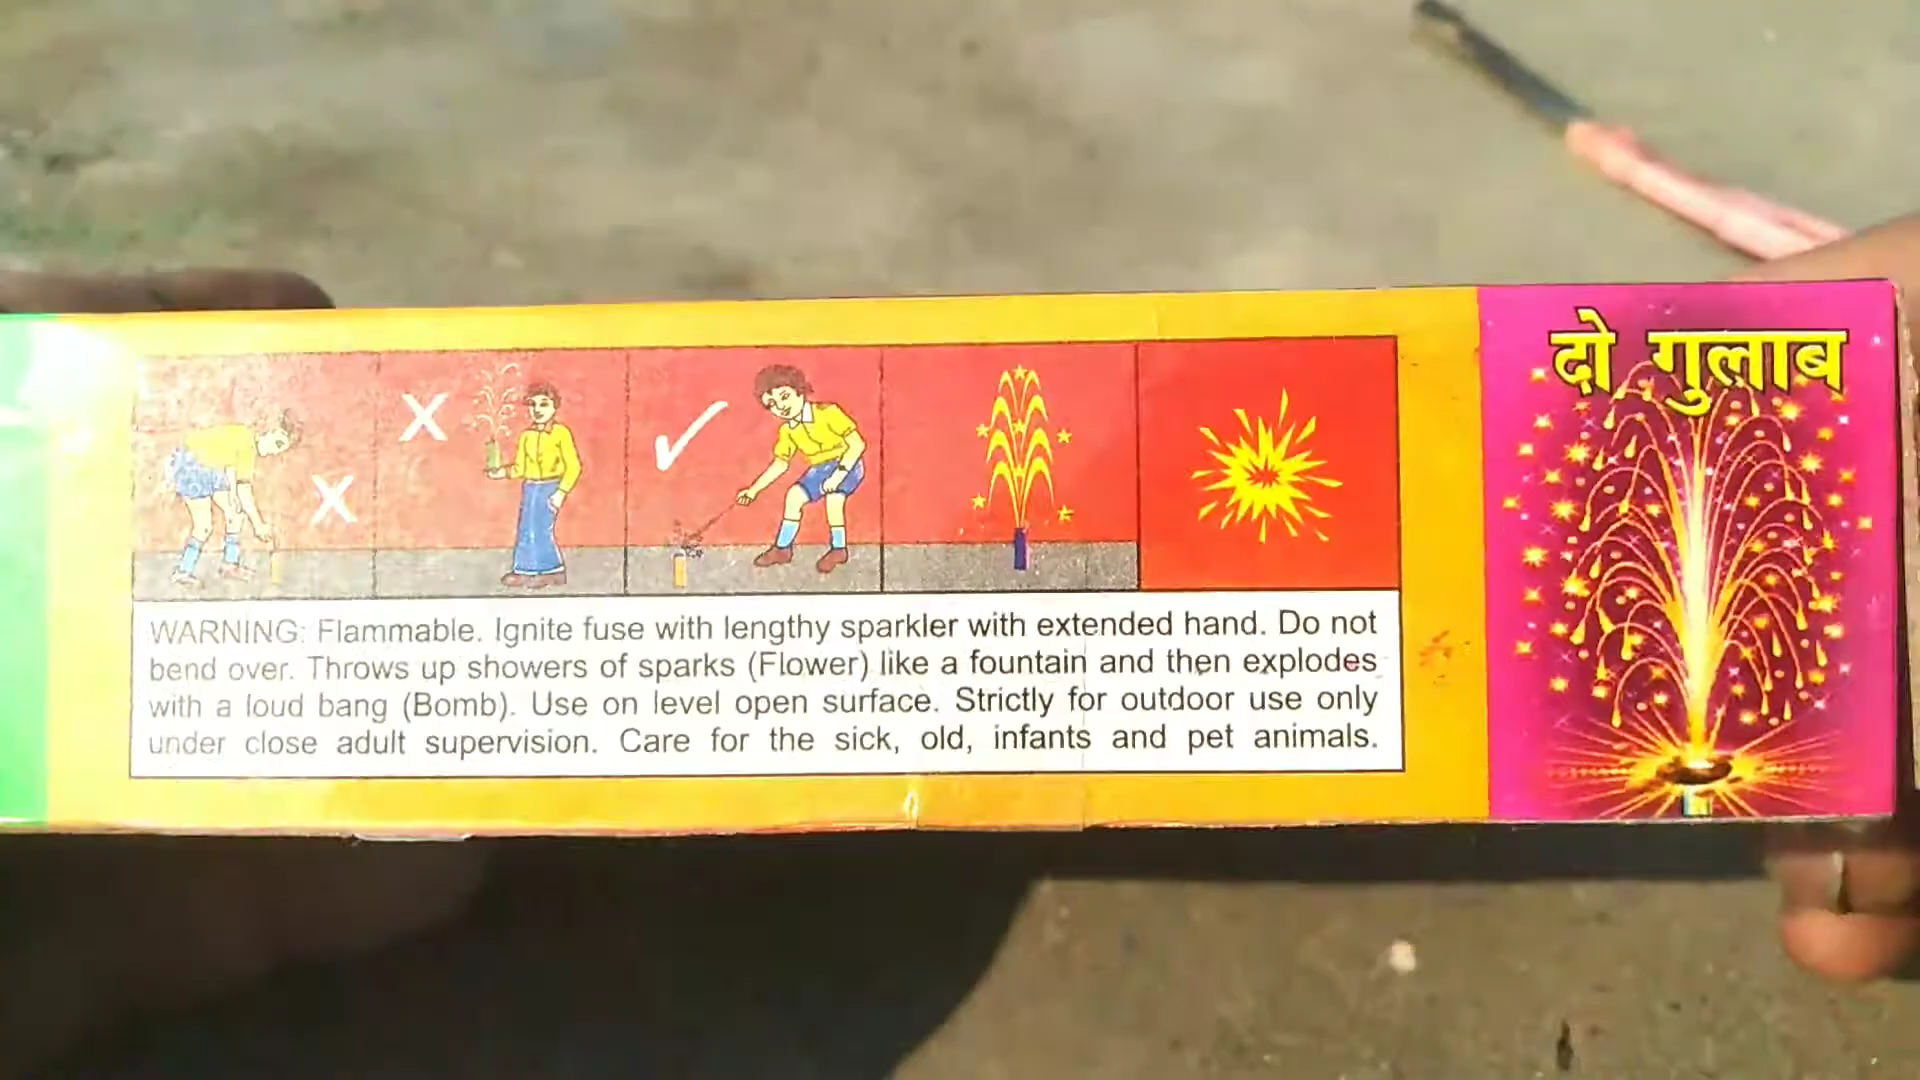 दो गुलाब
WARNING: Flammable. Ignite fuse with lengthy sparkler with extended hand. Do not
bend over. Throws up showers of sparks (Flower) like a fountain and then explodes
with a loud bang (Bomb). Use on level open surface. Strictly for outdoor use only
under close adult supervision. Care for the sick, old, infants and pet animals.